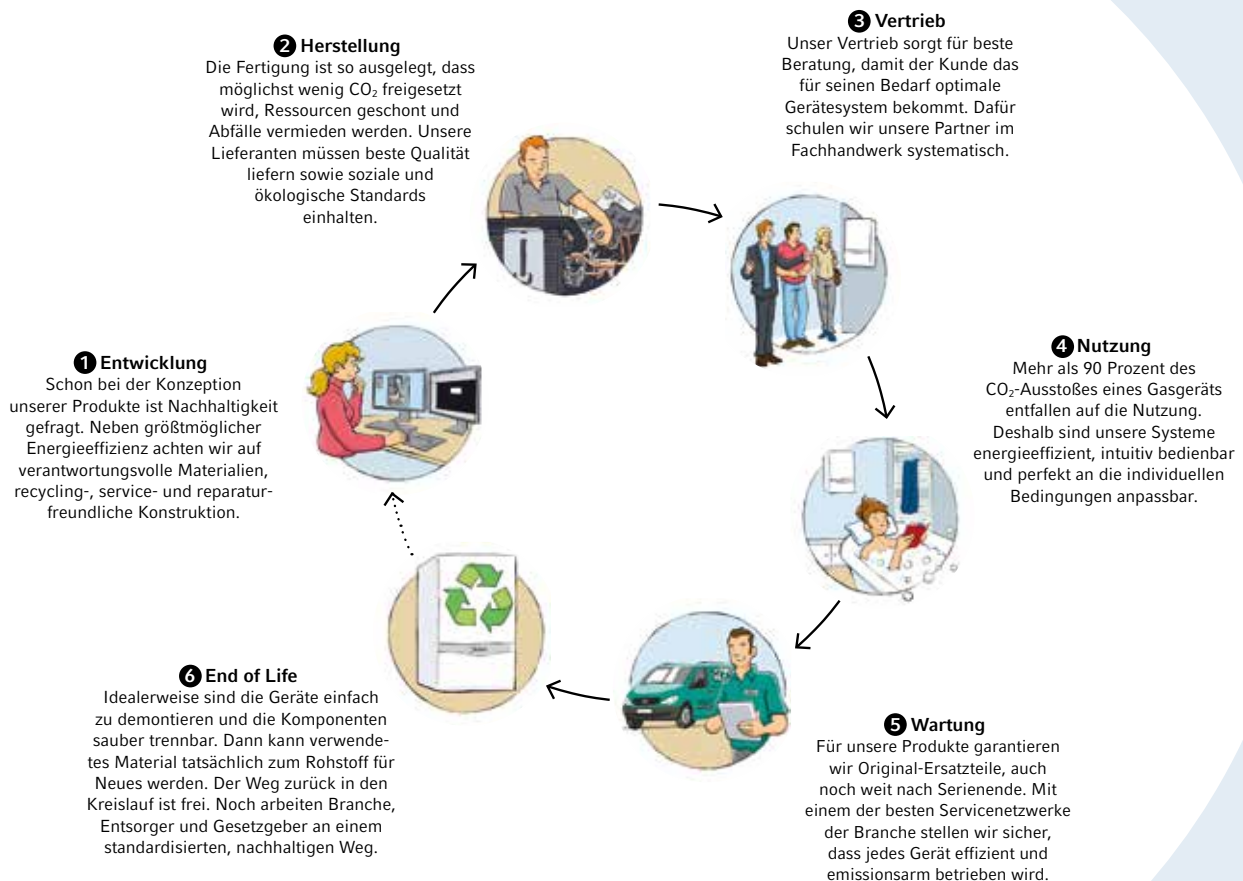 ❶ Entwicklung
Schon bei der Konzeption
unserer Produkte ist Nachhaltigkeit
gefragt. Neben größtmöglicher
Energieeffizienz achten wir auf
verantwortungsvolle Materialien,
recycling-, service- und reparatur-
freundliche Konstruktion.
❷ Herstellung
Die Fertigung ist so ausgelegt, dass
möglichst wenig CO₂ freigesetzt
wird, Ressourcen geschont und
Abfälle vermieden werden. Unsere
Lieferanten müssen beste Qualität
liefern sowie soziale und
ökologische Standards
einhalten.
❸ Vertrieb
Unser Vertrieb sorgt für beste
Beratung, damit der Kunde das
für seinen Bedarf optimale
Gerätesystem bekommt. Dafür
schulen wir unsere Partner im
Fachhandwerk systematisch.
❹ Nutzung
Mehr als 90 Prozent des
CO₂-Ausstoßes eines Gasgeräts
entfallen auf die Nutzung.
Deshalb sind unsere Systeme
energieeffizient, intuitiv bedienbar
und perfekt an die individuellen
Bedingungen anpassbar.
❺ Wartung
Für unsere Produkte garantieren
wir Original-Ersatzteile, auch
noch weit nach Serienende. Mit
einem der besten Servicenetzwerke
der Branche stellen wir sicher,
dass jedes Gerät effizient und
emissionsarm betrieben wird.
❻ End of Life
Idealerweise sind die Geräte einfach
zu demontieren und die Komponenten
sauber trennbar. Dann kann verwende-
tes Material tatsächlich zum Rohstoff für
Neues werden. Der Weg zurück in den
Kreislauf ist frei. Noch arbeiten Branche,
Entsorger und Gesetzgeber an einem
standardisierten, nachhaltigen Weg.